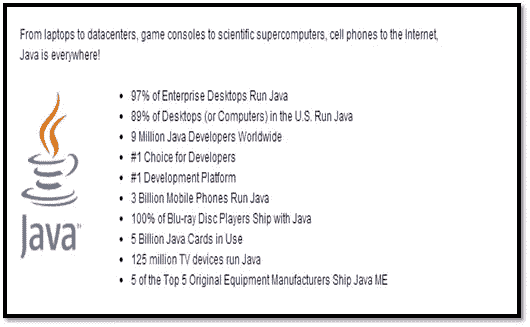 From laptops to datacenters, game consoles to scientific supercomputers, cell phones to the Internet,
Java is everywhere!
• 97% of Enterprise Desktops Run Java
• 89% of Desktops (or Computers) in the U.S. Run Java
• 9 Million Java Developers Worldwide
• #1 Choice for Developers
• #1 Development Platform
• 3 Billion Mobile Phones Run Java
• 100% of Blu-ray Disc Players Ship with Java
• 5 Billion Java Cards in Use
• 125 million TV devices run Java
• 5 of the Top 5 Original Equipment Manufacturers Ship Java ME
Java™